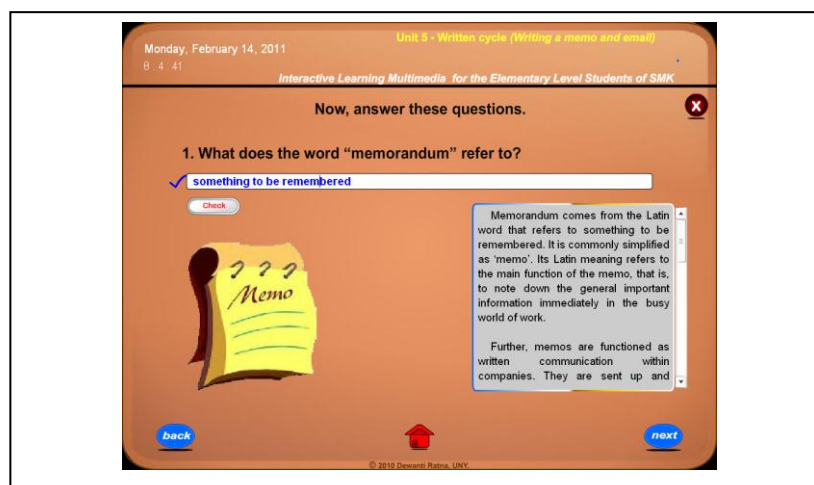 Unit 5 - Written cycle (Writing a memo and email)
Monday, February 14, 2011
8 4 41
Interactive Learning Multimedia for the Elementary Level Students of SMK
Now, answer these questions.
X
1. What does the word “memorandum” refer to?
something to be remembered
Check
Memorandum comes from the Latin
word that refers to something to be
remembered. It is commonly simplified
as ‘memo’. Its Latin meaning refers to
the main function of the memo, that is,
to note down the general important
information immediately in the busy
world of work.
Further, memos are functioned as
written communication within
companies. They are sent up and
Memo
back
next
© 2010 Dewanti Ratna, UNY.